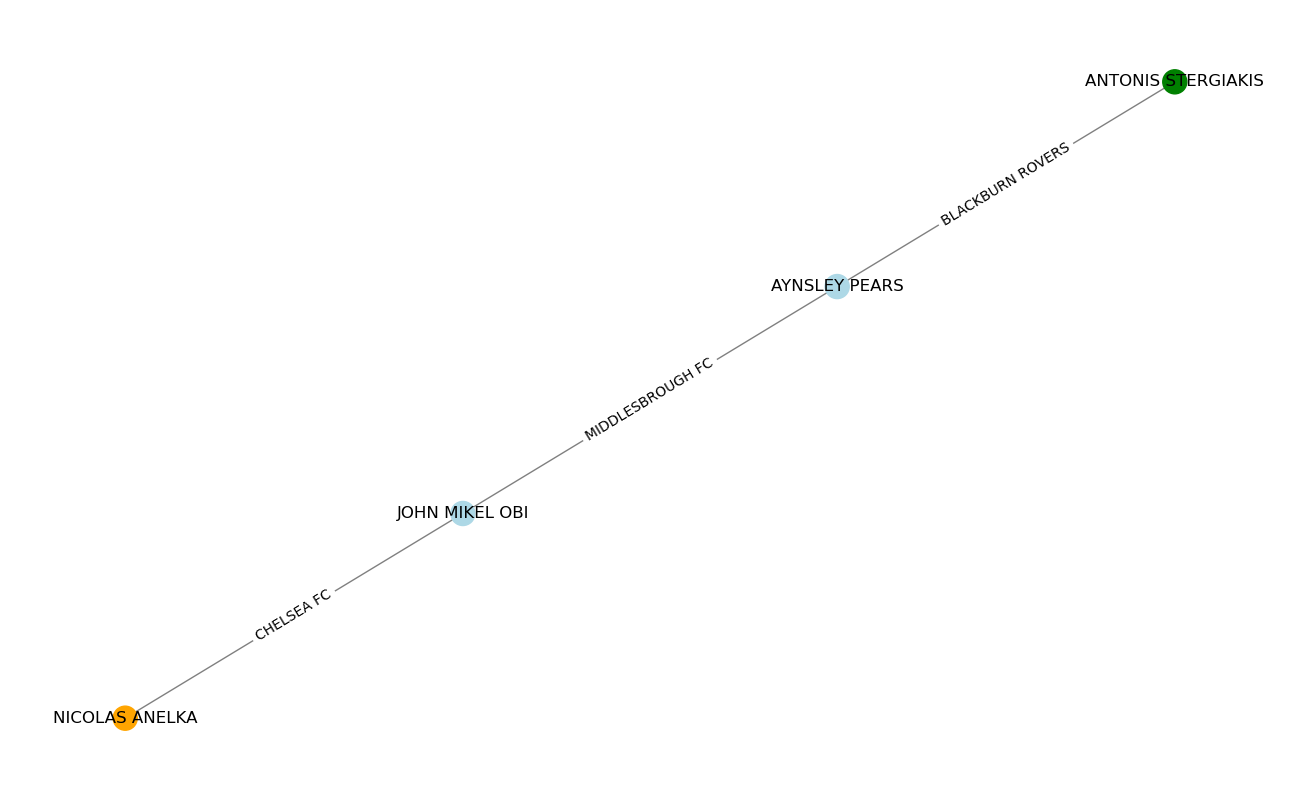 ANTONIS STERGIAKIS
BLACKBURN ROVERS
AYNSLEY PEARS
MIDDLESBROUGH FC
JOHN MIKEL OBI
CHELSEA FC
NICOLAS ANELKA